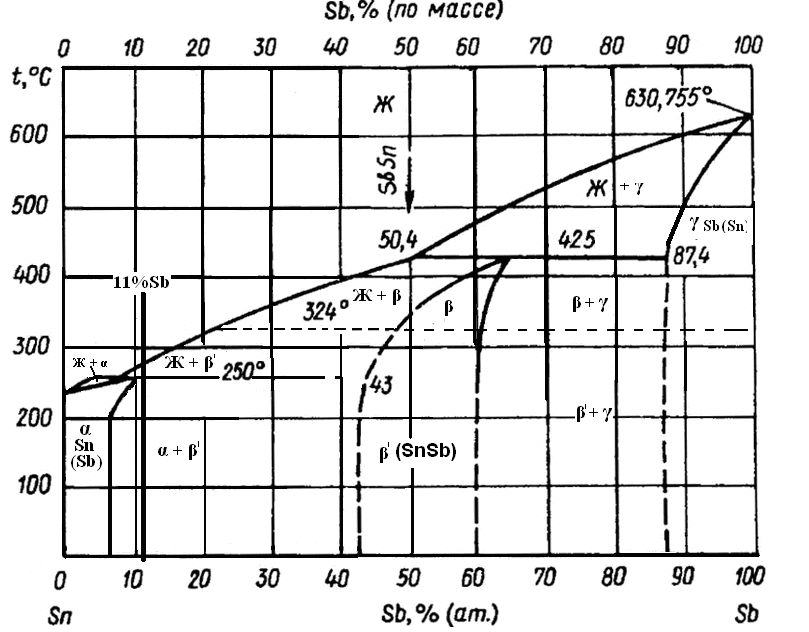 Sb, % (по массе)
0 10 20 30 40 50 60 70 80 90 100
t,°C
Ж
630,755°
600
SbSn
Ж + γ
500
50,4
425
γ Sb(Sn)
87,4
400
11%Sb
324°
Ж + β
β
β + γ
300
Ж + α
Ж + β'
250°
43
200
α
Sn
(Sb)
α + β'
β' (SnSb)
β' + γ
100
0 10 20 30 40 50 60 70 80 90 100
Sn
Sb, % (ат.)
Sb